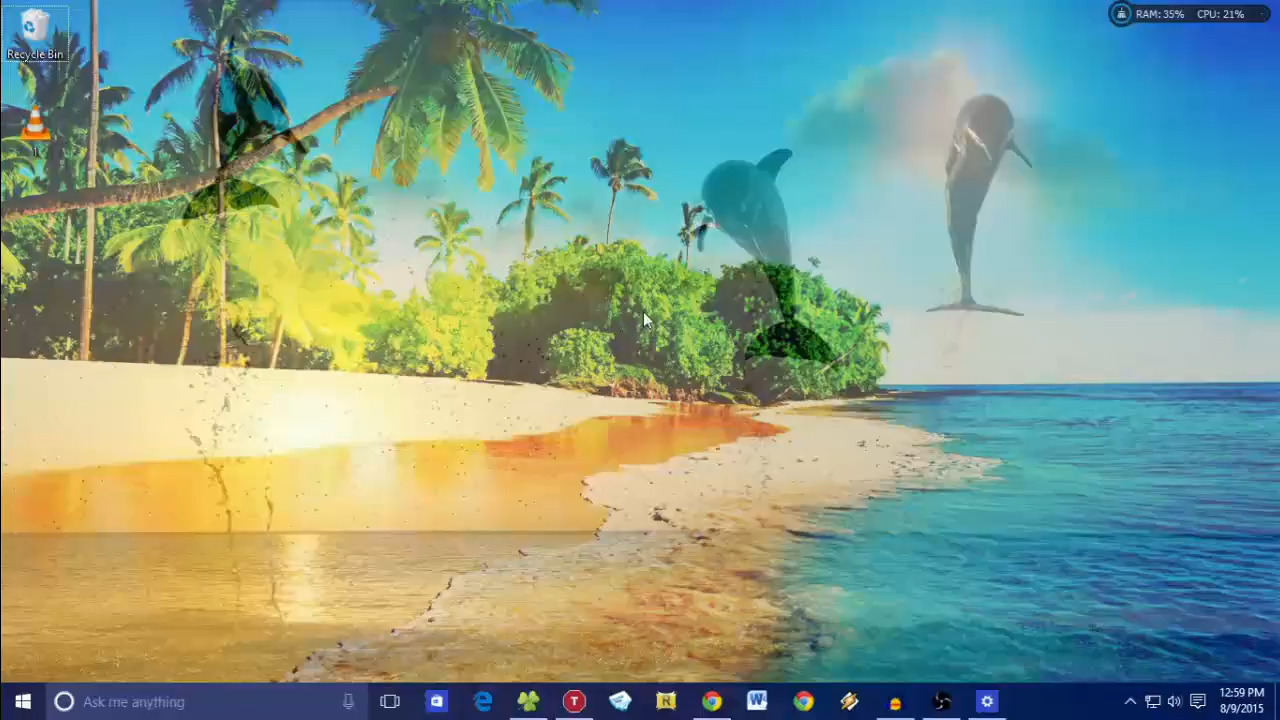 RAM: 35% CPU: 21%
Recycle Bin
Ask me anything
T
R
W
12:59 PM
8/9/2015